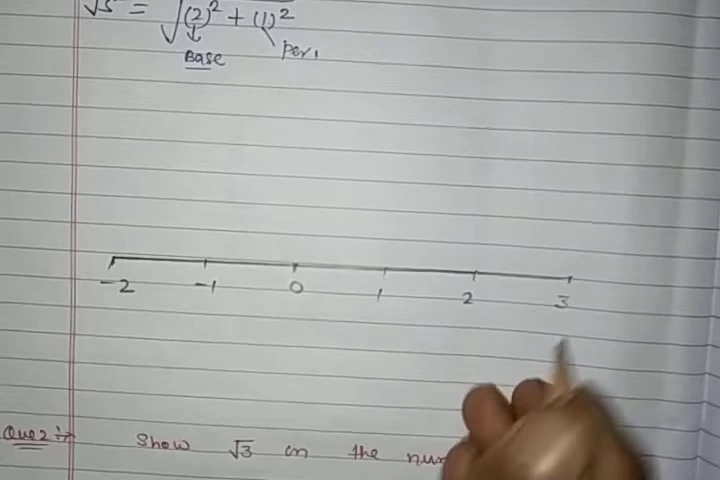 √5 = √(2)² + (1)²
Base per.
-2 -1 0 1 2 3
Que2:→ Show √3 on the